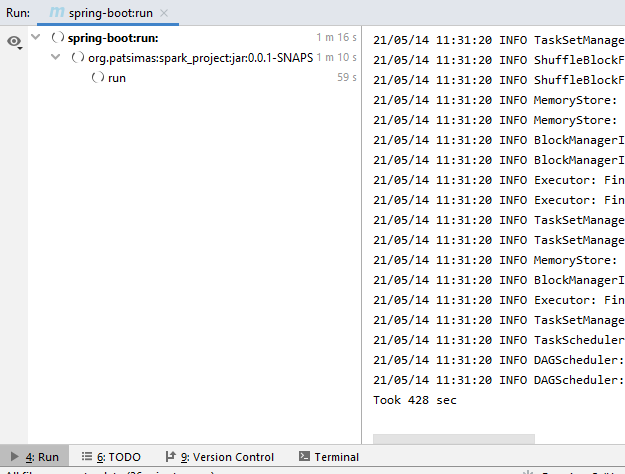 Run: spring-boot:run
spring-boot:run: 1 m 16 s
org.patsimas:spark_project:jar:0.0.1-SNAPS 1 m 10 s
run 59 s
21/05/14 11:31:20 INFO TaskSetManage
21/05/14 11:31:20 INFO ShuffleBlockF
21/05/14 11:31:20 INFO ShuffleBlockF
21/05/14 11:31:20 INFO MemoryStore:
21/05/14 11:31:20 INFO MemoryStore:
21/05/14 11:31:20 INFO BlockManagerI
21/05/14 11:31:20 INFO BlockManagerI
21/05/14 11:31:20 INFO Executor: Fin
21/05/14 11:31:20 INFO Executor: Fin
21/05/14 11:31:20 INFO TaskSetManage
21/05/14 11:31:20 INFO TaskSetManage
21/05/14 11:31:20 INFO MemoryStore:
21/05/14 11:31:20 INFO BlockManagerI
21/05/14 11:31:20 INFO Executor: Fin
21/05/14 11:31:20 INFO TaskSetManage
21/05/14 11:31:20 INFO TaskScheduler
21/05/14 11:31:20 INFO DAGScheduler:
21/05/14 11:31:20 INFO DAGScheduler:
Took 428 sec
4: Run 6: TODO 9: Version Control Terminal